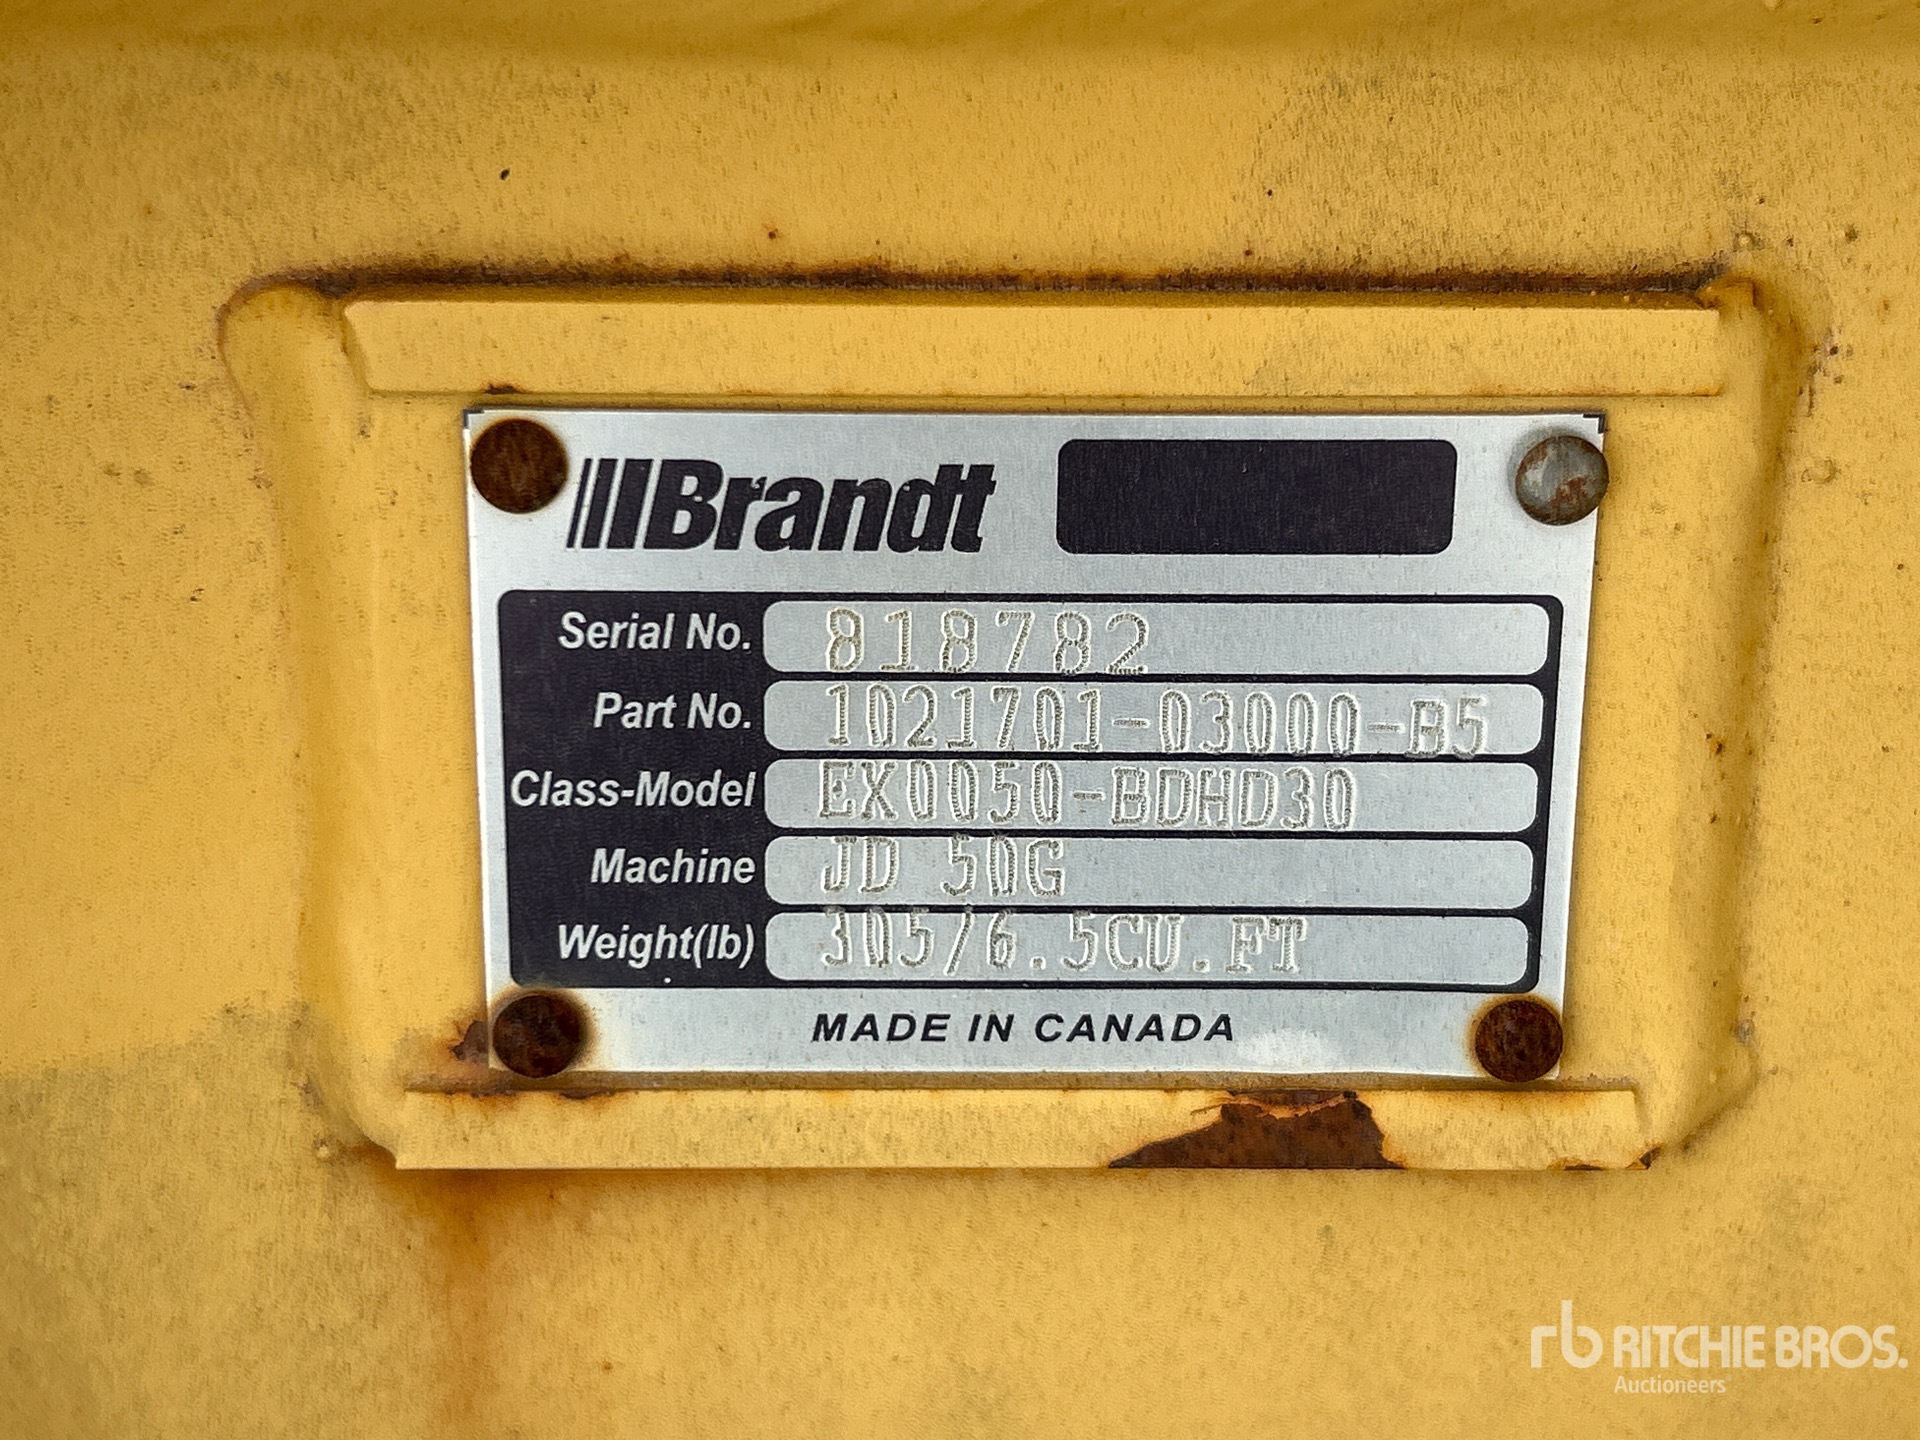 Brandt
Serial No. 818782
Part No. 1021701-03000-B5
Class-Model EX0050-BDHD30
Machine JD 50G
Weight(lb) 305/6.5CU.FT
MADE IN CANADA
rb RITCHIE BROS.
Auctioneers